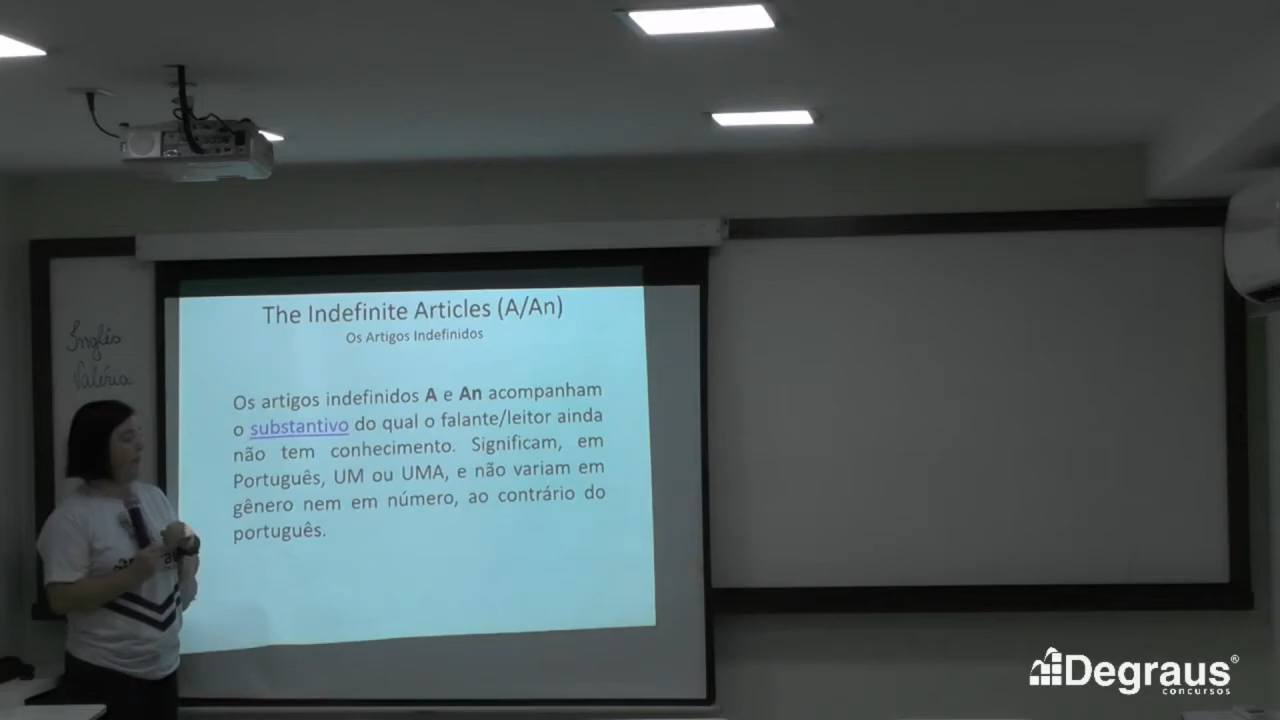 The Indefinite Articles (A/An)
Os Artigos Indefinidos
Os artigos indefinidos A e An acompanham
o substantivo do qual o falante/leitor ainda
não tem conhecimento. Significam, em
Português, UM ou UMA, e não variam em
gênero nem em número, ao contrário do
português.
Inglês
Valéria
Degraus®
concursos